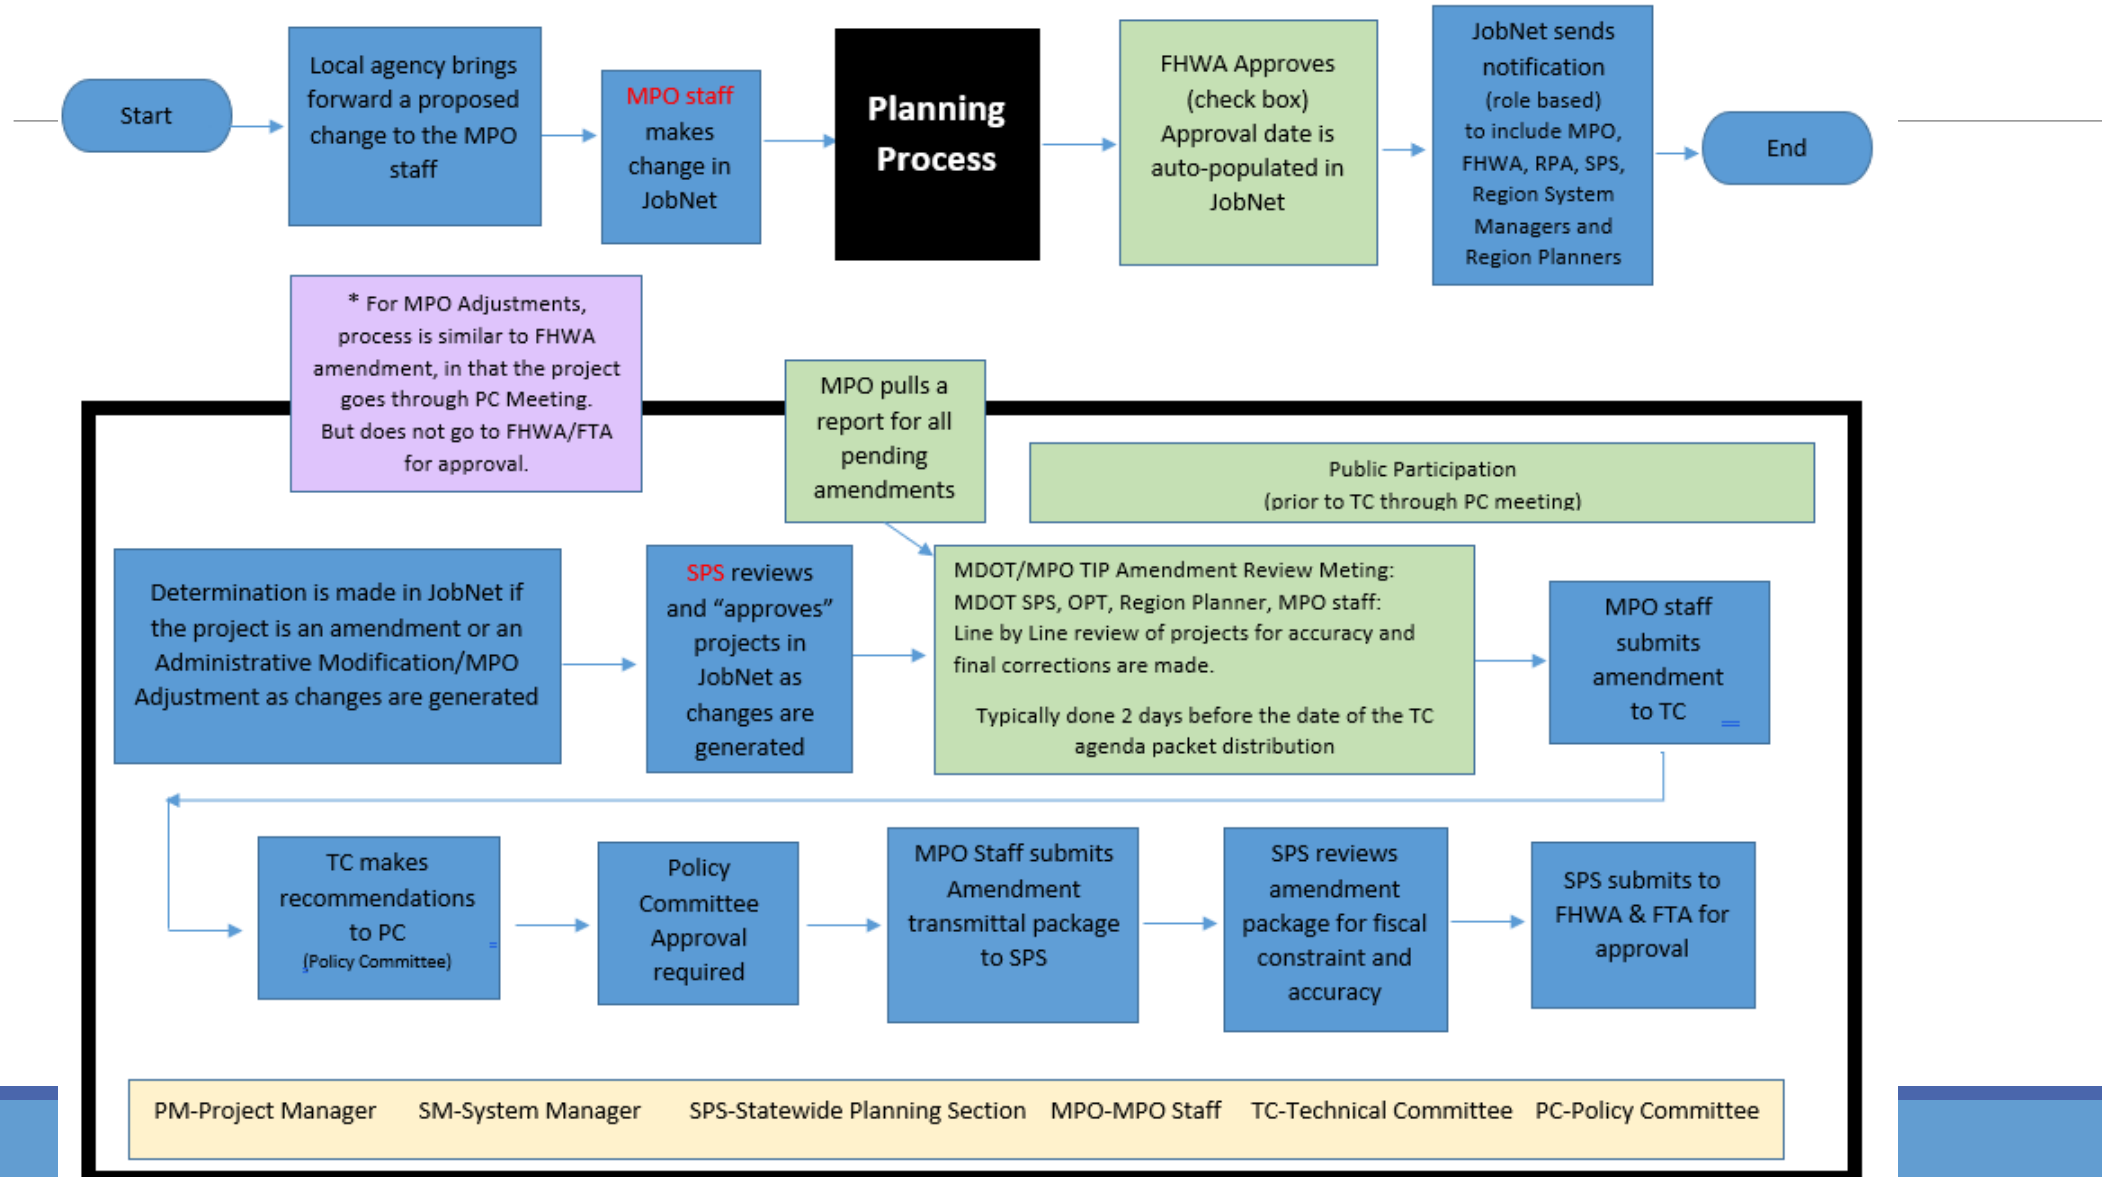 Start
Local agency brings
forward a proposed
change to the MPO
staff
MPO staff
makes
change in
JobNet
Planning
Process
FHWA Approves
(check box)
Approval date is
auto-populated in
JobNet
JobNet sends
notification
(role based)
to include MPO,
FHWA, RPA, SPS,
Region System
Managers and
Region Planners
End
* For MPO Adjustments,
process is similar to FHWA
amendment, in that the project
goes through PC Meeting.
But does not go to FHWA/FTA
for approval.
MPO pulls a
report for all
pending
amendments
Public Participation
(prior to TC through PC meeting)
Determination is made in JobNet if
the project is an amendment or an
Administrative Modification/MPO
Adjustment as changes are generated
SPS reviews
and “approves”
projects in
JobNet as
changes are
generated
MDOT/MPO TIP Amendment Review Meting:
MDOT SPS, OPT, Region Planner, MPO staff:
Line by Line review of projects for accuracy and
final corrections are made.
Typically done 2 days before the date of the TC
agenda packet distribution
MPO staff
submits
amendment
to TC
TC makes
recommendations
to PC
(Policy Committee)
Policy
Committee
Approval
required
MPO Staff submits
Amendment
transmittal package
to SPS
SPS reviews
amendment
package for fiscal
constraint and
accuracy
SPS submits to
FHWA & FTA for
approval
PM-Project Manager SM-System Manager SPS-Statewide Planning Section MPO-MPO Staff TC-Technical Committee PC-Policy Committee